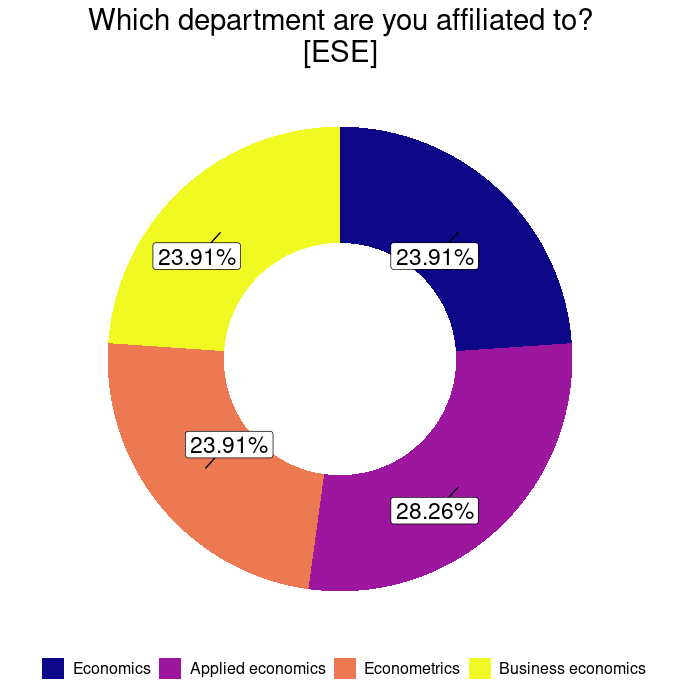 Which department are you affiliated to?
[ESE]
23.91%
23.91%
23.91%
28.26%
Economics
Applied economics
Econometrics
Business economics